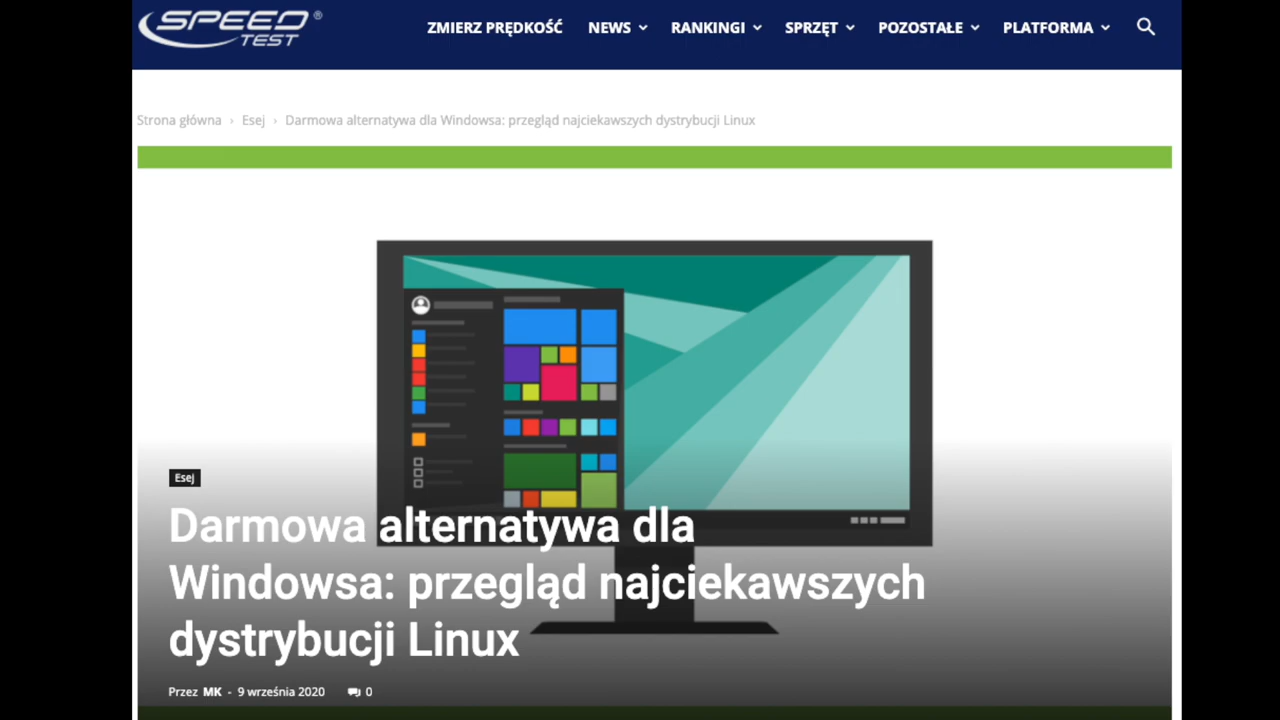 SPEED ®
TEST
ZMIERZ PRĘDKOŚĆ NEWS RANKINGI SPRZĘT POZOSTAŁE PLATFORMA
Strona główna › Esej › Darmowa alternatywa dla Windowsa: przegląd najciekawszych dystrybucji Linux
Esej
Darmowa alternatywa dla
Windowsa: przegląd najciekawszych
dystrybucji Linux
Przez MK - 9 września 2020 0